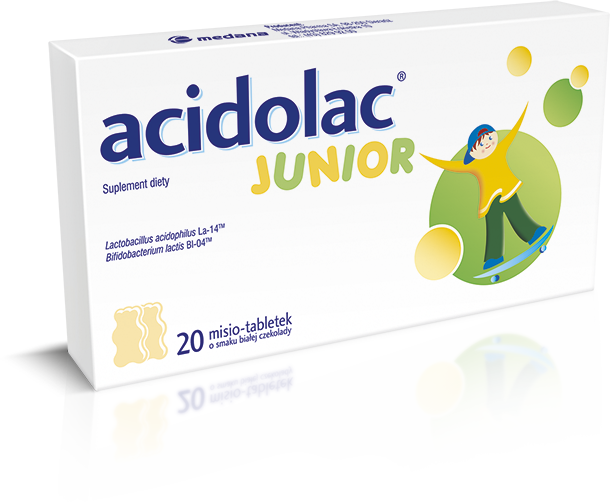 medana
Producent:
acidolac®
JUNIOR
Suplement diety
Lactobacillus acidophilus La-14™
Bifidobacterium lactis Bl-04™
20 misio-tabletek
o smaku białej czekolady